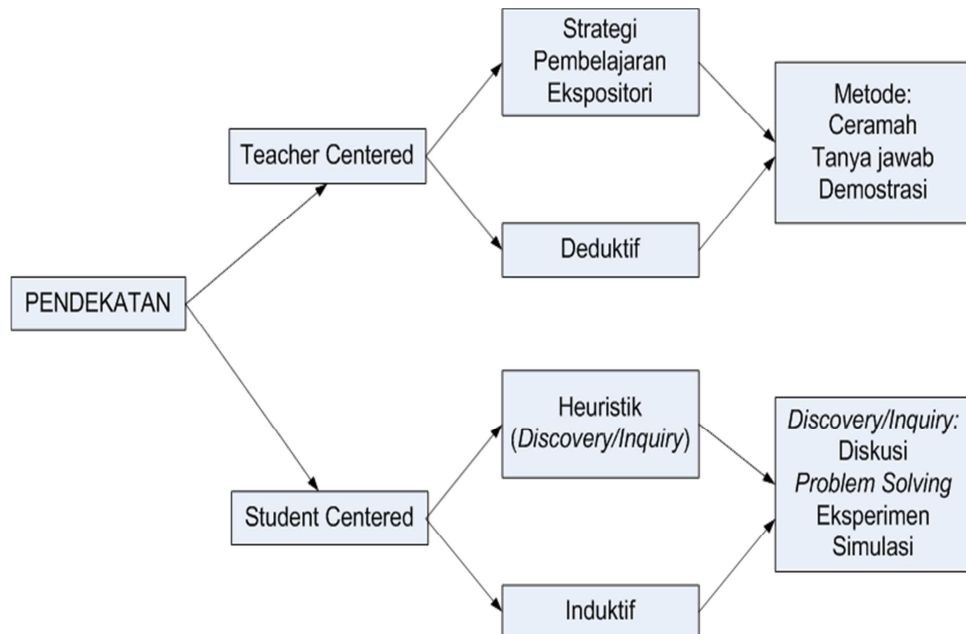 Strategi
Pembelajaran
Ekspositori
Metode:
Ceramah
Tanya jawab
Demostrasi
Teacher Centered
Deduktif
PENDEKATAN
Heuristik
(Discovery/Inquiry)
Discovery/Inquiry:
Diskusi
Problem Solving
Eksperimen
Simulasi
Student Centered
Induktif